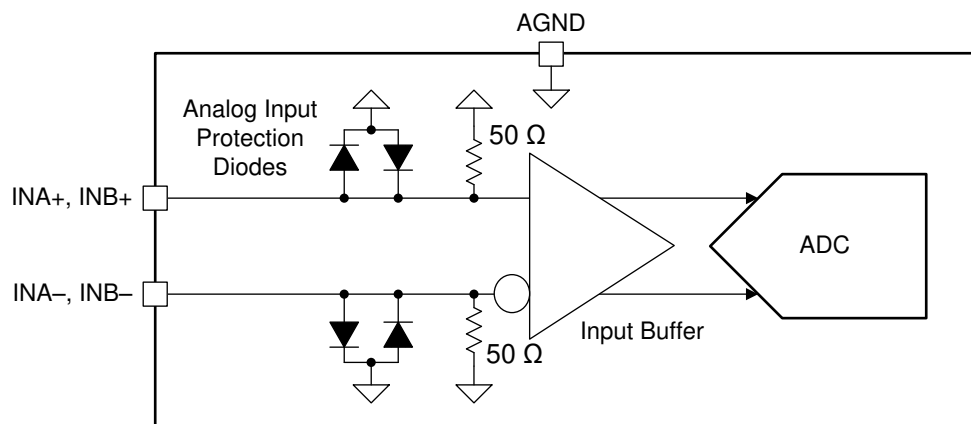 AGND
Analog Input
Protection
Diodes
50 Ω
INA+, INB+
ADC
INA–, INB–
Input Buffer
50 Ω